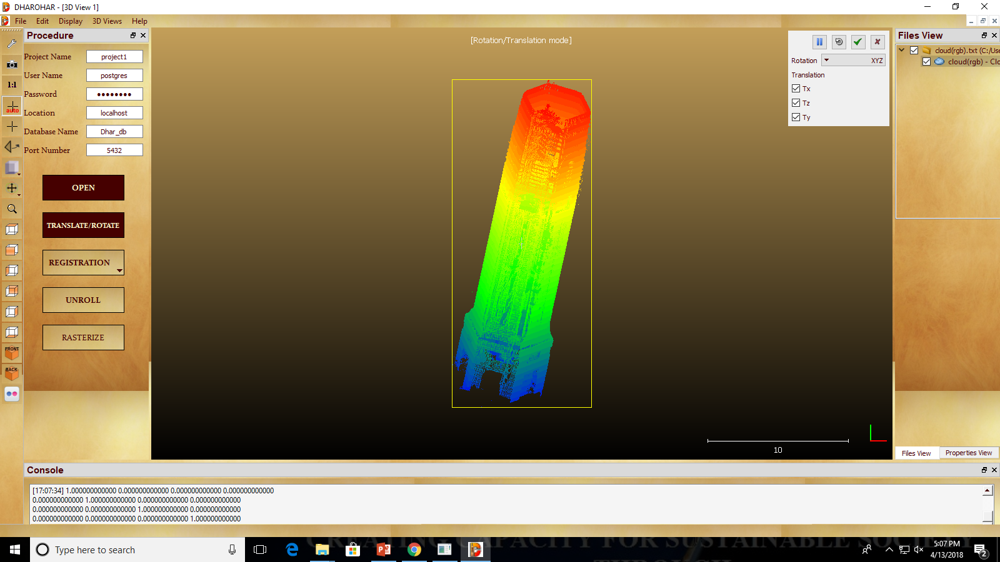 DHAROHAR - [3D View 1]
File Edit Display 3D Views Help
Procedure
Project Name project1
User Name postgres
Password ●●●●●●●●
Location localhost
Database Name Dhar_db
Port Number 5432
OPEN
TRANSLATE/ROTATE
REGISTRATION
UNROLL
RASTERIZE
1:1
auto
FRONT
BACK
[Rotation/Translation mode]
10
Rotation XYZ
Translation
Tx
Tz
Ty
Files View
cloud(rgb).txt (C:/Use
cloud(rgb) - Clo
Files View Properties View
Console
[17:07:34] 1.000000000000 0.000000000000 0.000000000000 0.000000000000
0.000000000000 1.000000000000 0.000000000000 0.000000000000
0.000000000000 0.000000000000 1.000000000000 0.000000000000
0.000000000000 0.000000000000 0.000000000000 1.000000000000
CREATING CAPACITY FOR SUSTAINABLE SOCIETY
THROUGH
Type here to search
5:07 PM
4/13/2018
2